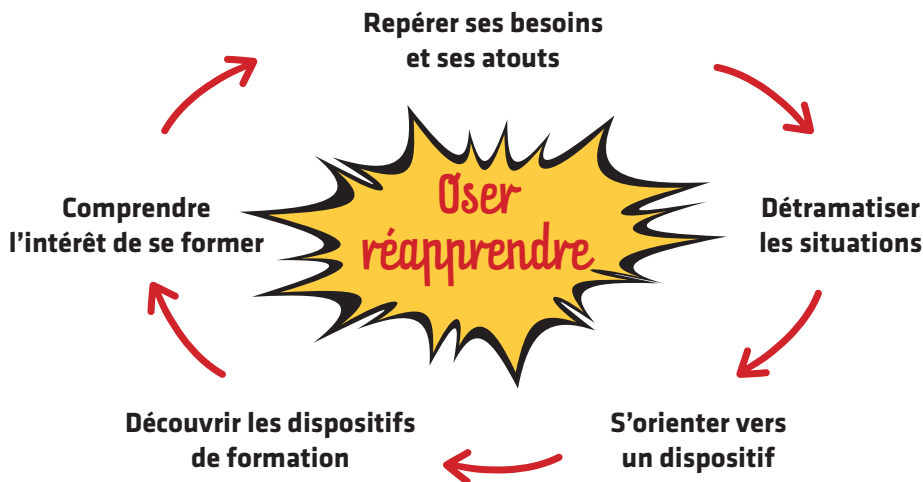 Repérer ses besoins
et ses atouts
Oser
réapprendre
Comprendre
l'intérêt de se former
Détramatiser
les situations
Découvrir les dispositifs
de formation
S'orienter vers
un dispositif